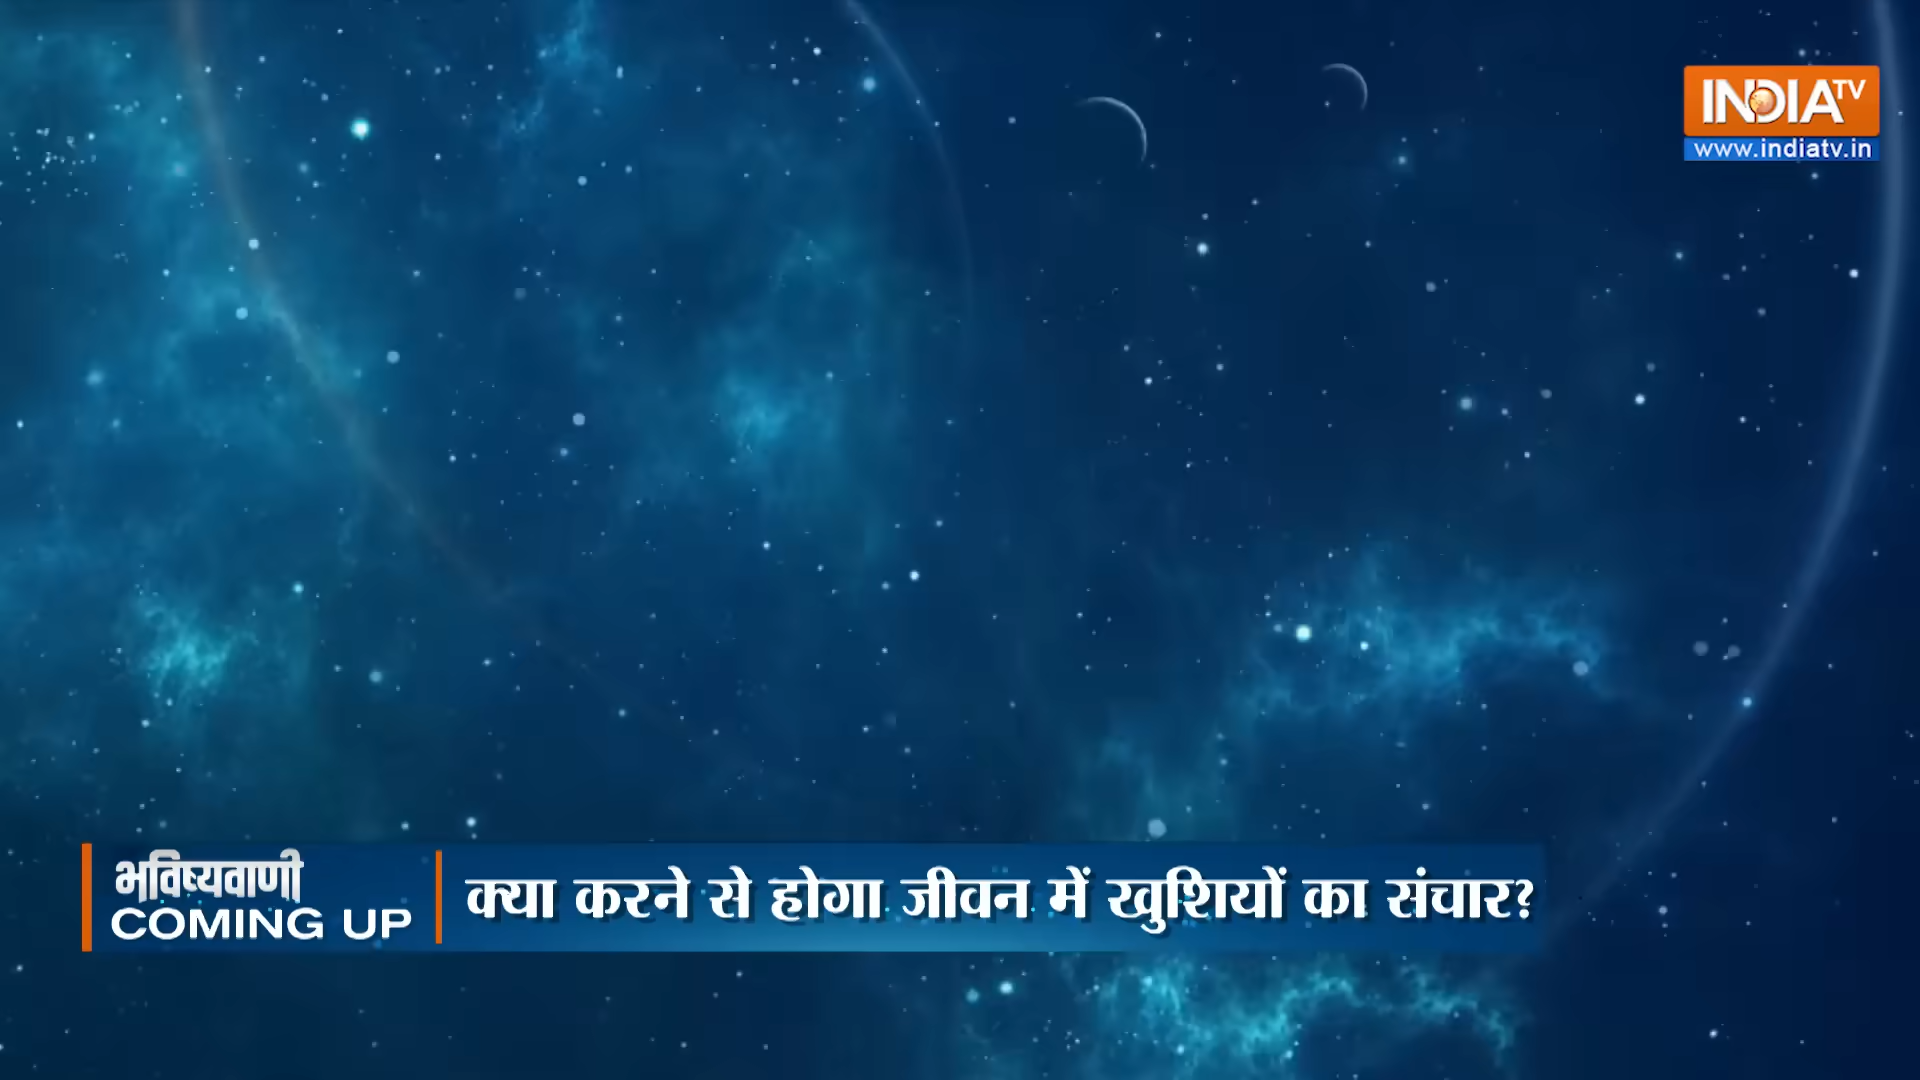 INDIA TV
www.indiatv.in
भविष्यवाणी
COMING UP
क्या करने से होगा जीवन में खुशियों का संचार?